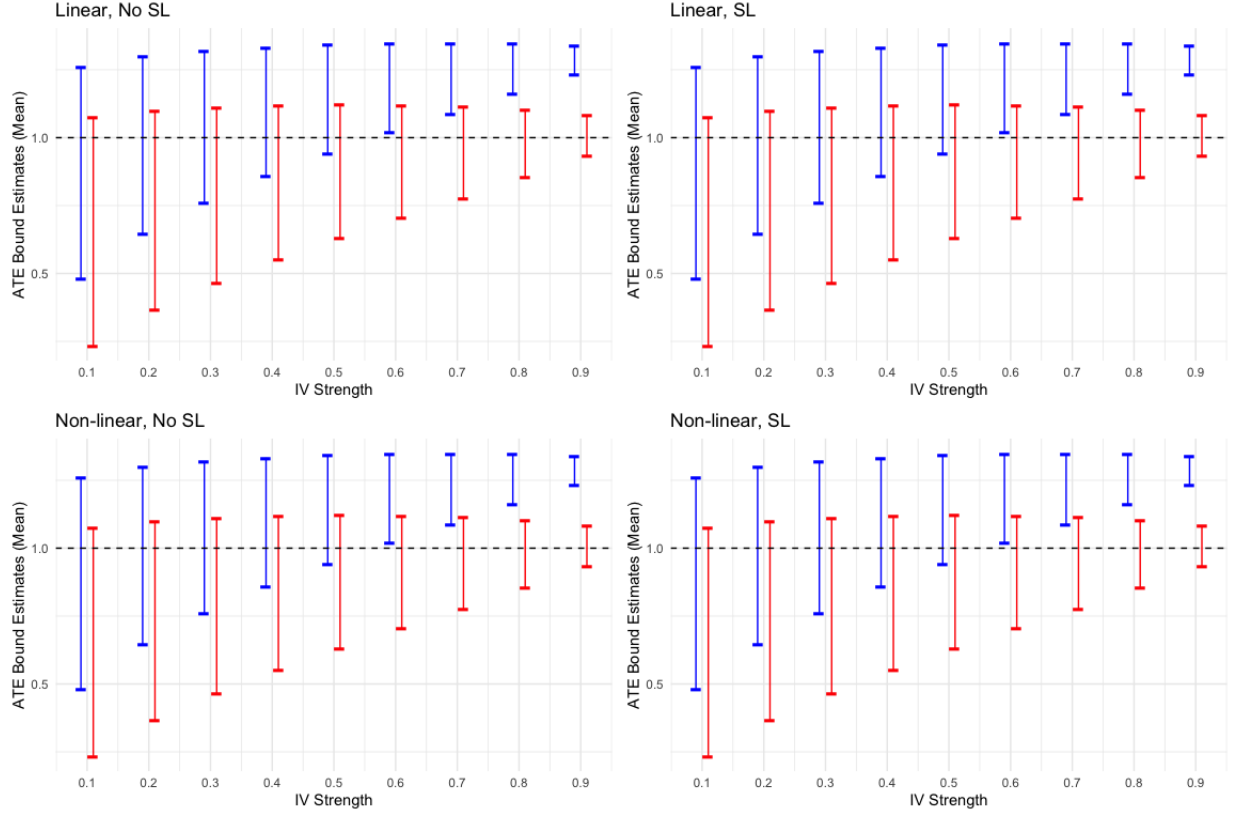 Linear, No SL
ATE Bound Estimates (Mean)
1.0
0.5
0.1 0.2 0.3 0.4 0.5 0.6 0.7 0.8 0.9
IV Strength
Linear, SL
ATE Bound Estimates (Mean)
1.0
0.5
0.1 0.2 0.3 0.4 0.5 0.6 0.7 0.8 0.9
IV Strength
Non-linear, No SL
ATE Bound Estimates (Mean)
1.0
0.5
0.1 0.2 0.3 0.4 0.5 0.6 0.7 0.8 0.9
IV Strength
Non-linear, SL
ATE Bound Estimates (Mean)
1.0
0.5
0.1 0.2 0.3 0.4 0.5 0.6 0.7 0.8 0.9
IV Strength